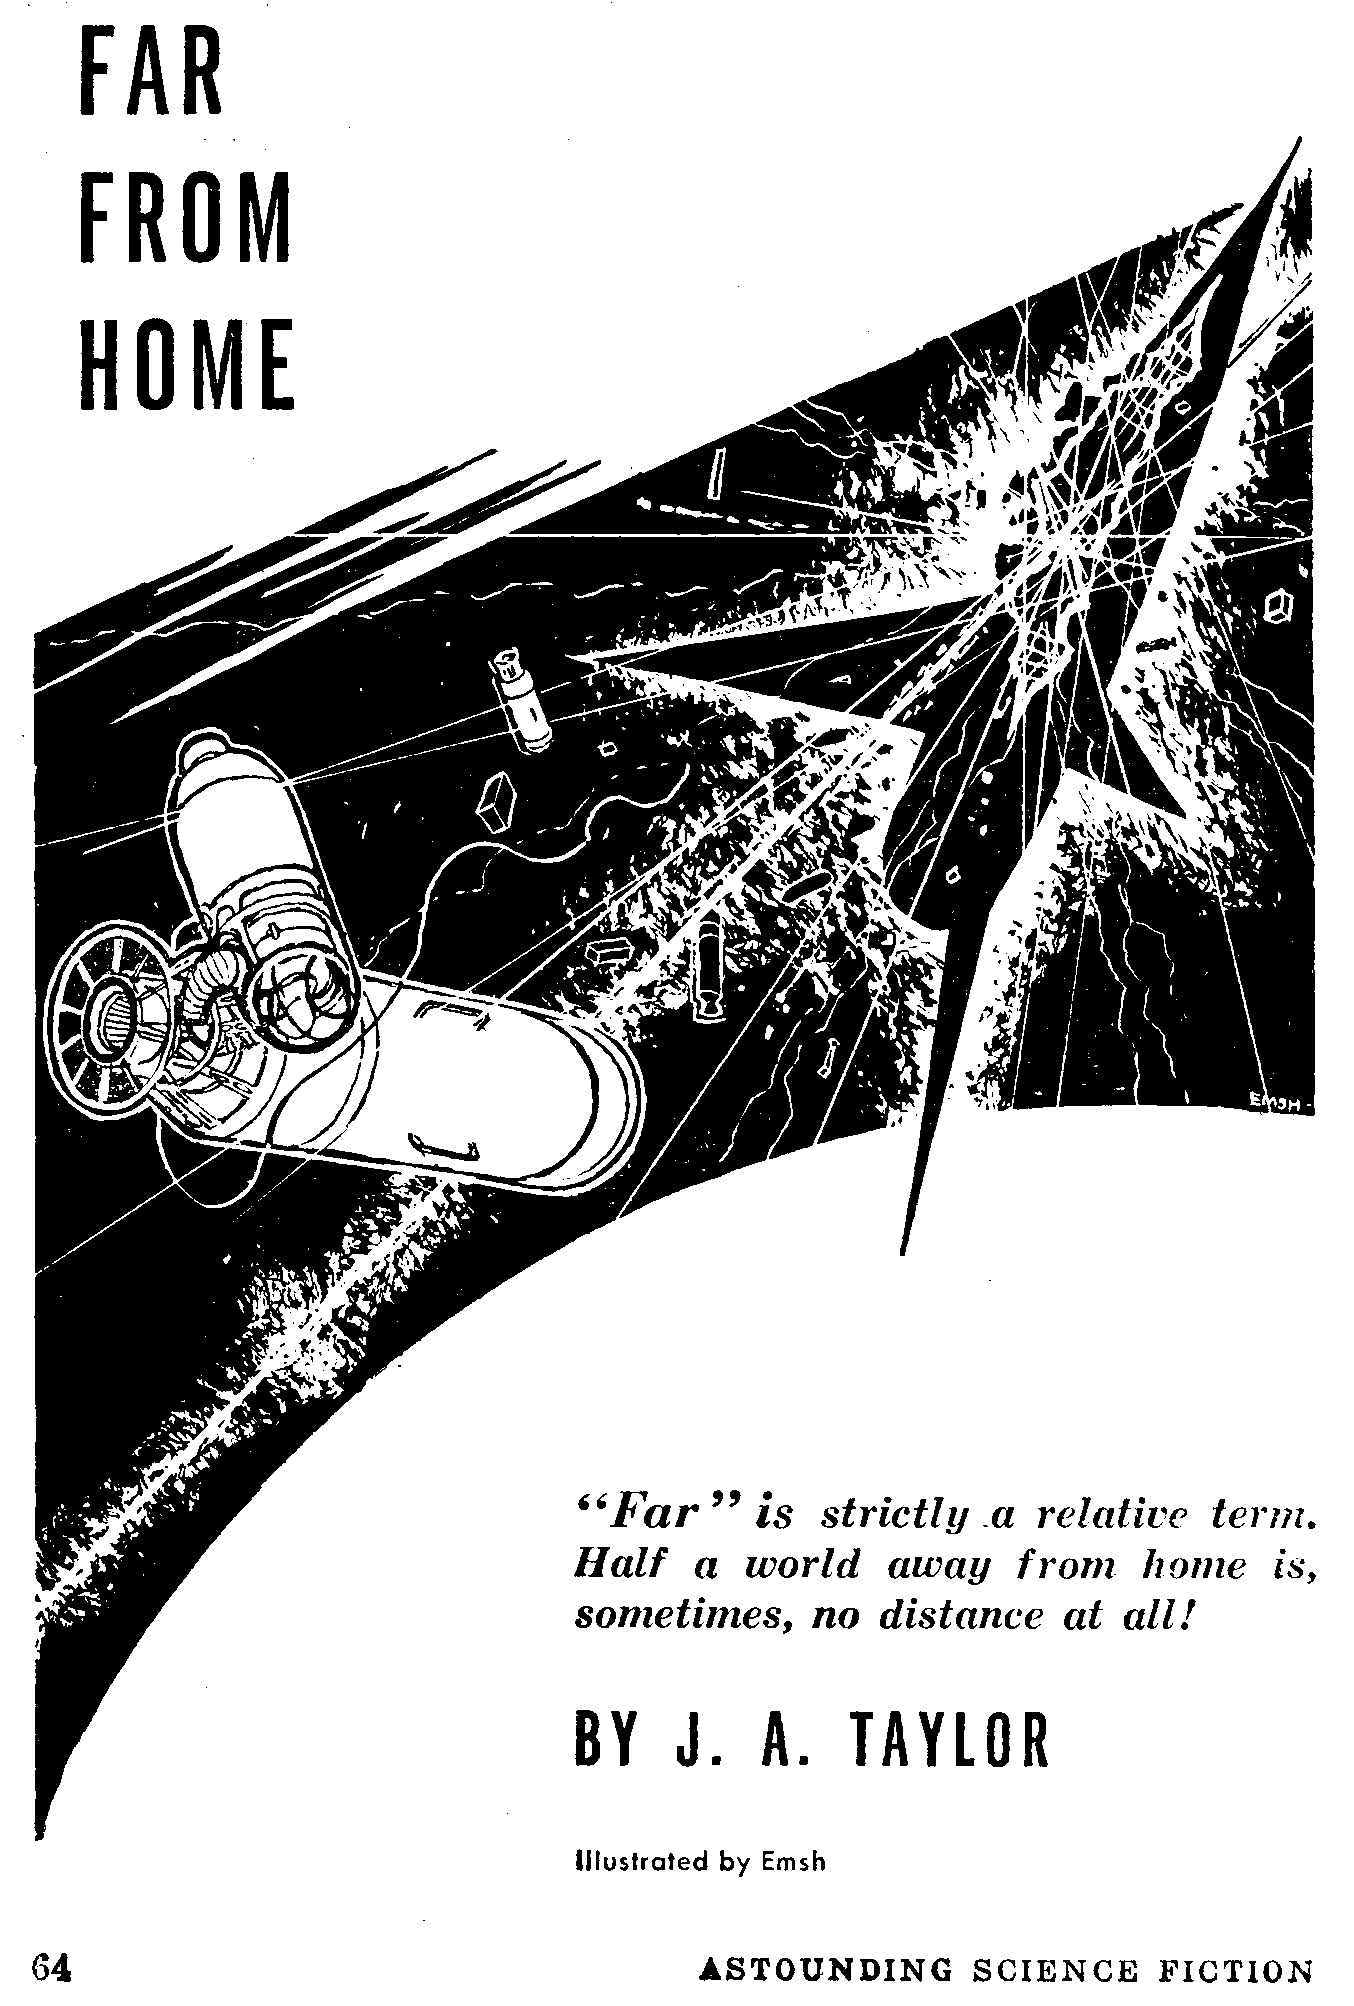 FAR
FROM
HOME
EMSH
“Far” is strictly a relative term.
Half a world away from home is,
sometimes, no distance at all!
BY J. A. TAYLOR
Illustrated by Emsh
64
ASTOUNDING SCIENCE FICTION